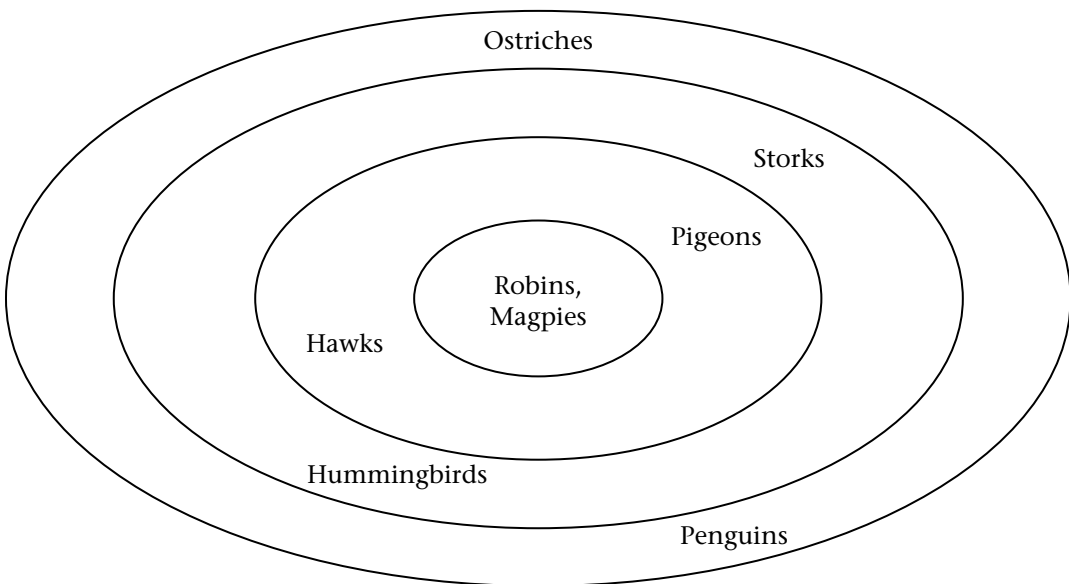 Ostriches
Storks
Pigeons
Robins,
Magpies
Hawks
Hummingbirds
Penguins